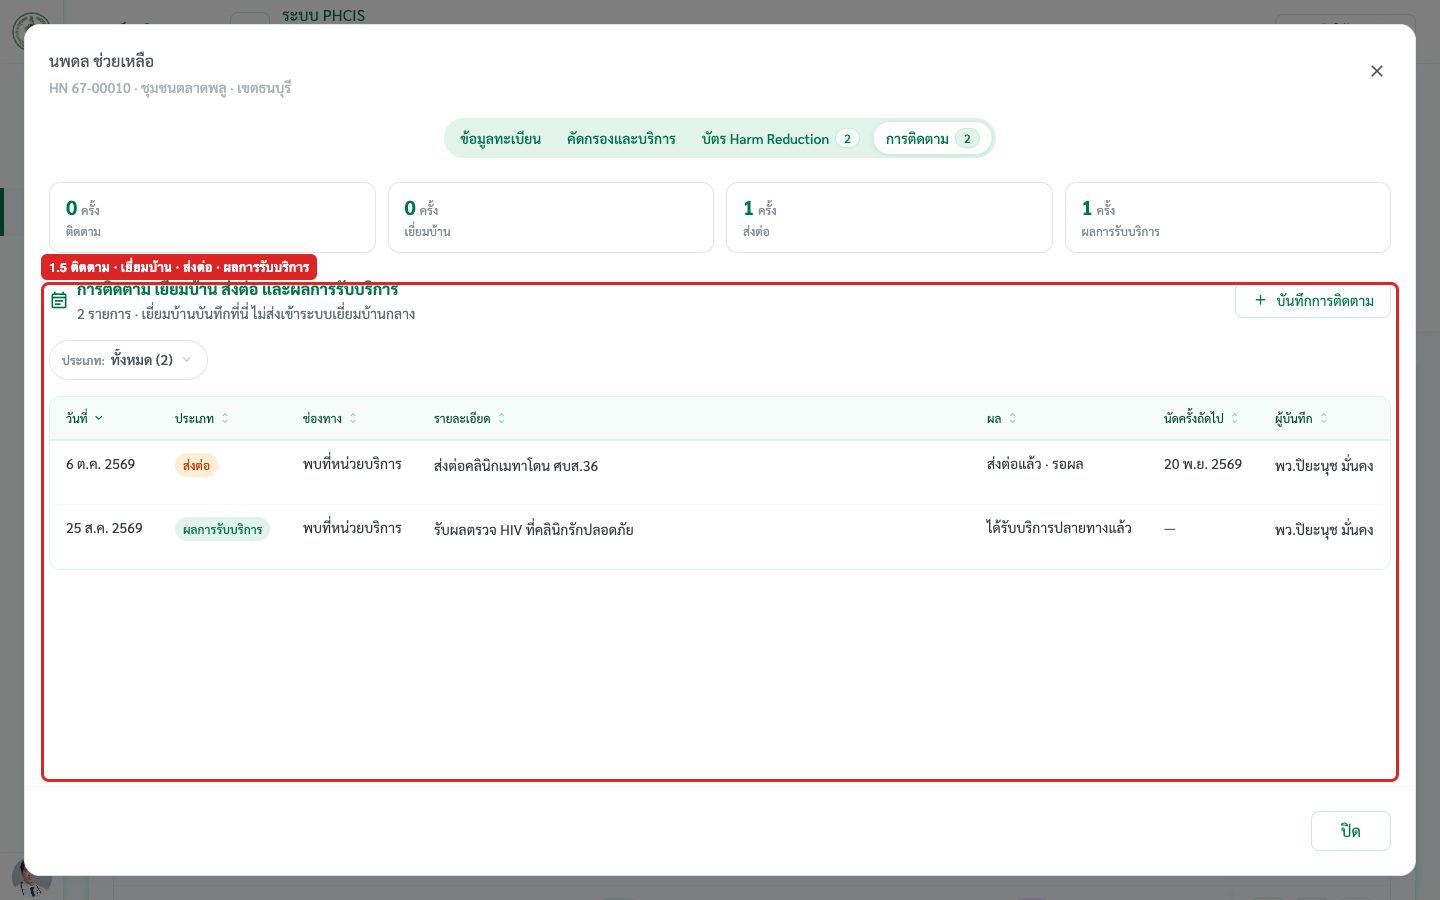 ระบบ PHCIS
นพดล ช่วยเหลือ
HN 67-00010 · ชุมชนตลาดพลู · เขตธนบุรี
ข้อมูลทะเบียน คัดกรองและบริการ บัตร Harm Reduction 2 การติดตาม 2
0 ครั้ง
ติดตาม
0 ครั้ง
เยี่ยมบ้าน
1 ครั้ง
ส่งต่อ
1 ครั้ง
ผลการรับบริการ
1.5 ติดตาม · เยี่ยมบ้าน · ส่งต่อ · ผลการรับบริการ
การติดตาม เยี่ยมบ้าน ส่งต่อ และผลการรับบริการ
2 รายการ · เยี่ยมบ้านบันทึกที่นี่ ไม่ส่งเข้าระบบเยี่ยมบ้านกลาง
+ บันทึกการติดตาม
ประเภท: ทั้งหมด (2)
วันที่ ประเภท ช่องทาง รายละเอียด ผล นัดครั้งถัดไป ผู้บันทึก
6 ต.ค. 2569 ส่งต่อ พบที่หน่วยบริการ ส่งต่อคลินิกเมทาโดน ศบส.36 ส่งต่อแล้ว · รอผล 20 พ.ย. 2569 พว.ปิยะนุช มั่นคง
25 ส.ค. 2569 ผลการรับบริการ พบที่หน่วยบริการ รับผลตรวจ HIV ที่คลินิกรักปลอดภัย ได้รับบริการปลายทางแล้ว — พว.ปิยะนุช มั่นคง
ปิด